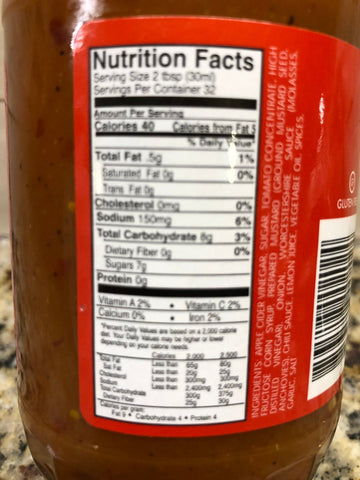 Nutrition Facts
Serving Size 2 tbsp (30ml)
Servings Per Container 32
Amount Per Serving
Calories 40 Calories from Fat 5
% Daily Value*
Total Fat .5g 1%
Saturated Fat 0g 0%
Trans Fat 0g
Cholesterol 0mg 0%
Sodium 150mg 6%
Total Carbohydrate 8g 3%
Dietary Fiber 0g 0%
Sugars 7g
Protein 0g
Vitamin A 2% • Vitamin C 2%
Calcium 0% • Iron 2%
*Percent Daily Values are based on a 2,000 calorie
diet. Your Daily Values may be higher or lower
depending on your calorie needs.
Calories 2,000 2,500
Total Fat Less than 65g 80g
Sat Fat Less than 20g 25g
Cholesterol Less than 300mg 300mg
Sodium Less than 2,400mg 2,400mg
Total Carbohydrate 300g 375g
Dietary Fiber 25g 30g
Calories per gram:
Fat 9 • Carbohydrate 4 • Protein 4
INGREDIENTS: APPLE CIDER VINEGAR, SUGAR, TOMATO CONCENTRATE, HIGH
FRUCTOSE CORN SYRUP, PREPARED MUSTARD (GROUND MUSTARD SEED,
DISTILLED VINEGAR), ONION, WORCESTERSHIRE SAUCE (MOLASSES,
ANCHOVIES), CHILI SAUCE, LEMON JUICE, VEGETABLE OIL, SPICES,
GARLIC, SALT
GLUTEN